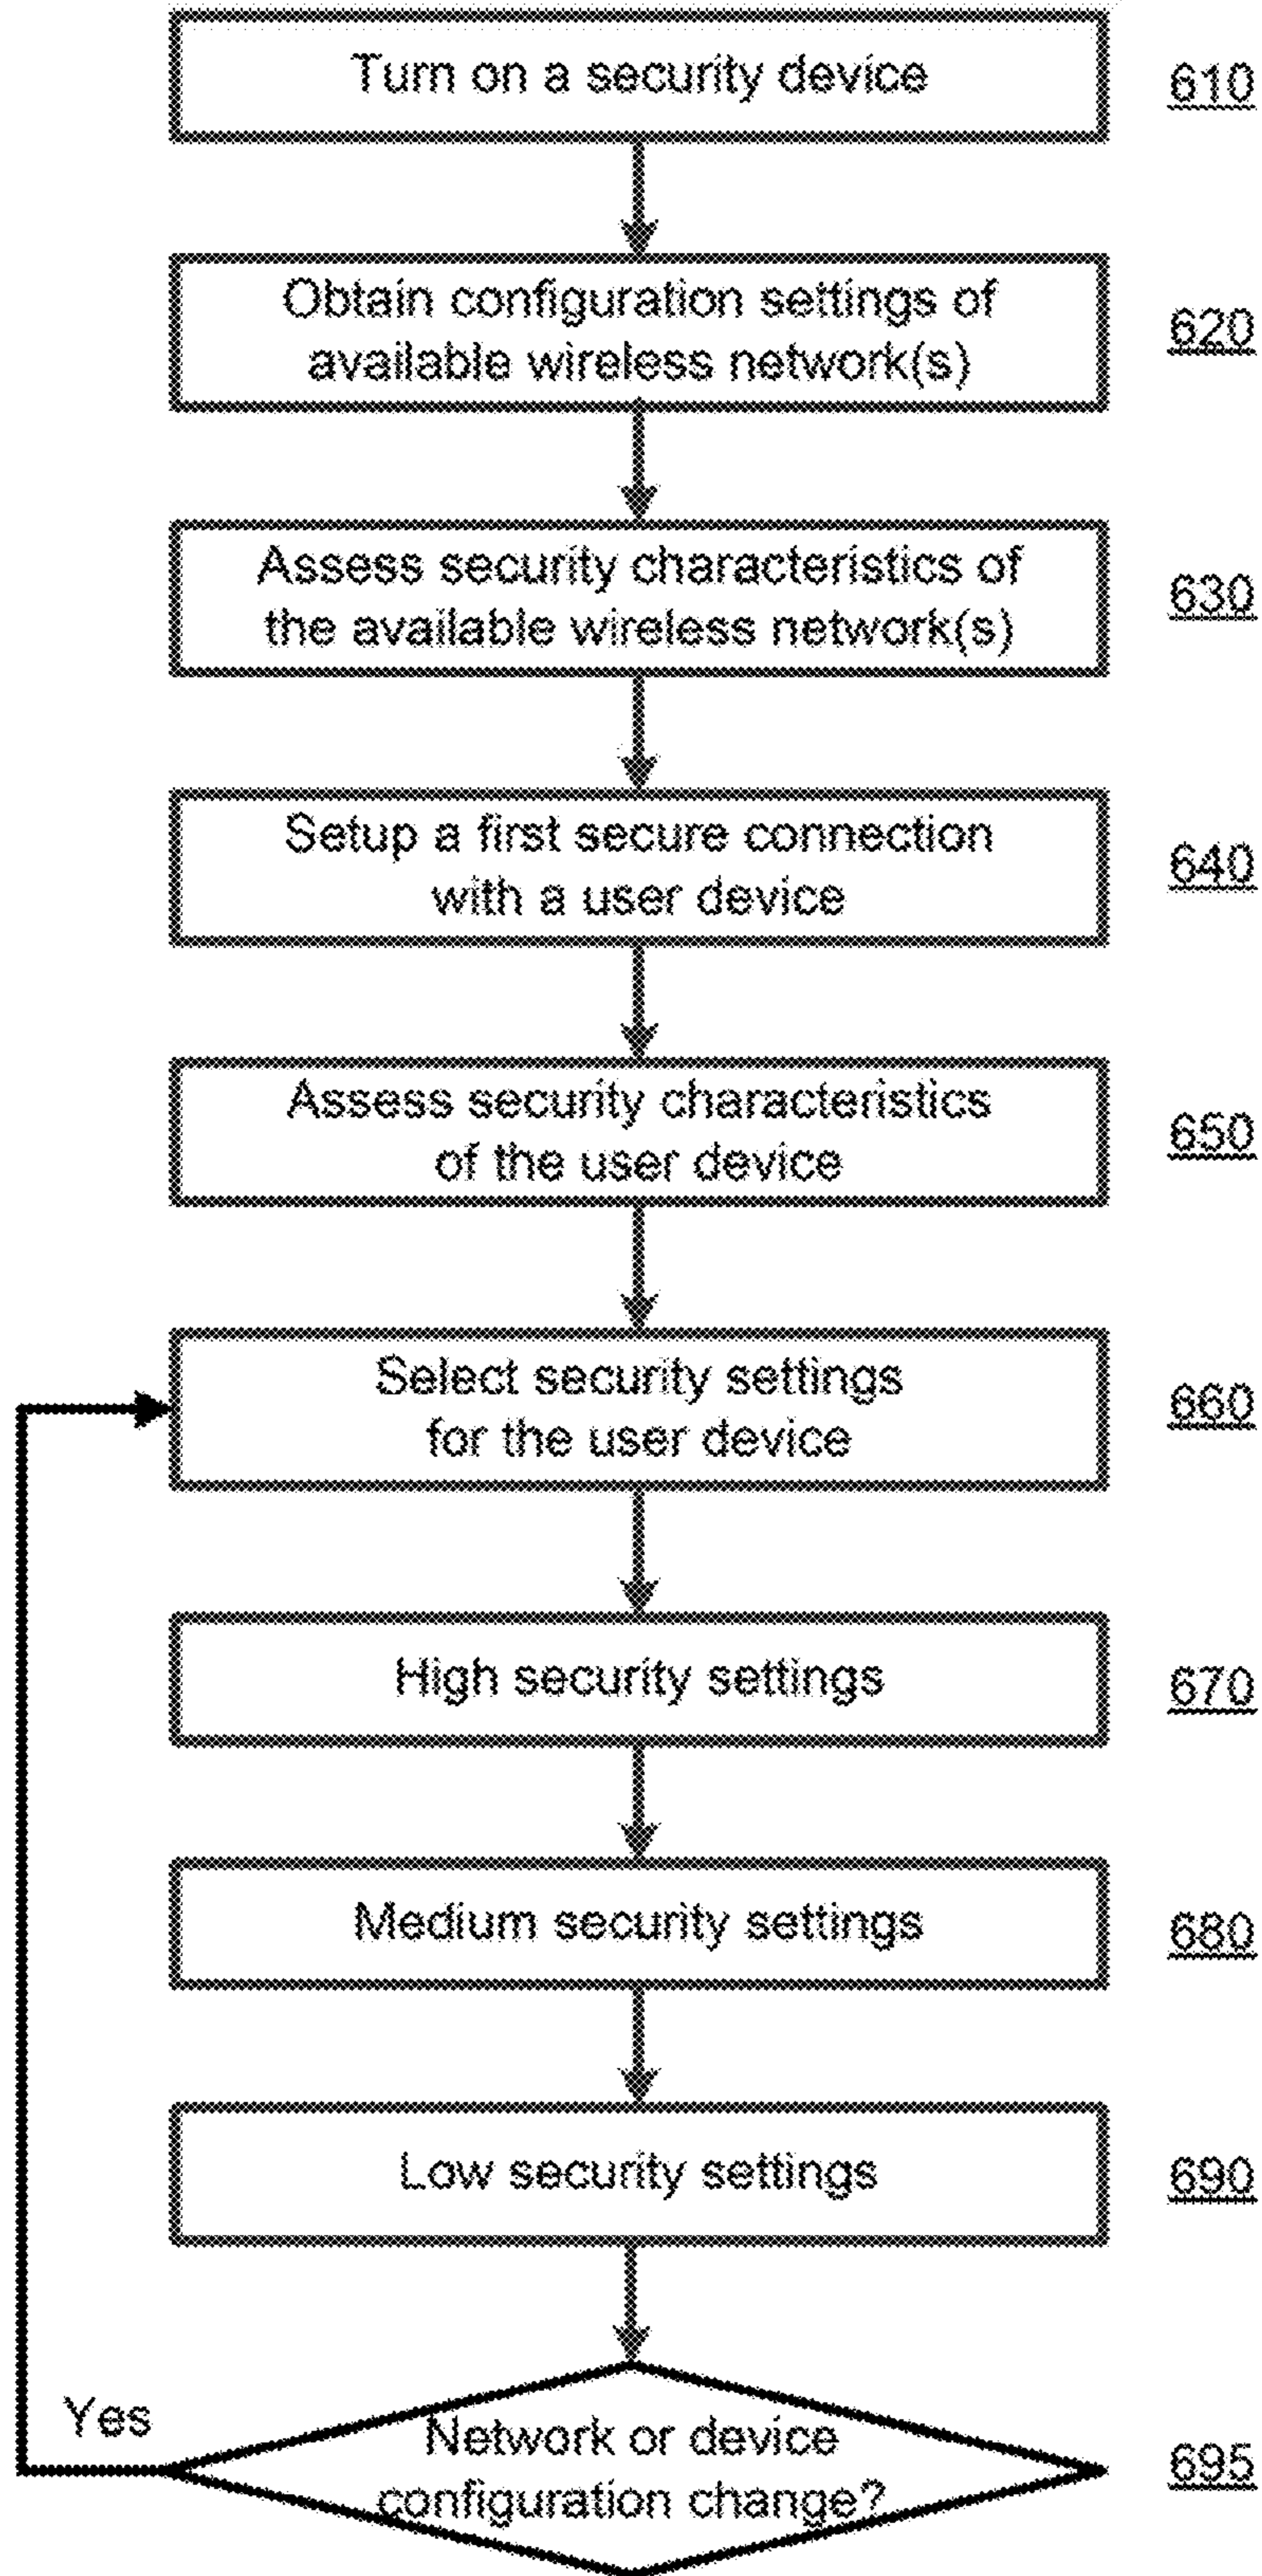 Turn on a security device
610
Obtain configuration settings of
available wireless network(s)
620
Assess security characteristics of
the available wireless network(s)
630
Setup a first secure connection
with a user device
640
Assess security characteristics
of the user device
650
Select security settings
for the user device
660
High security settings
670
Medium security settings
680
Low security settings
690
Yes
Network or device
configuration change?
695